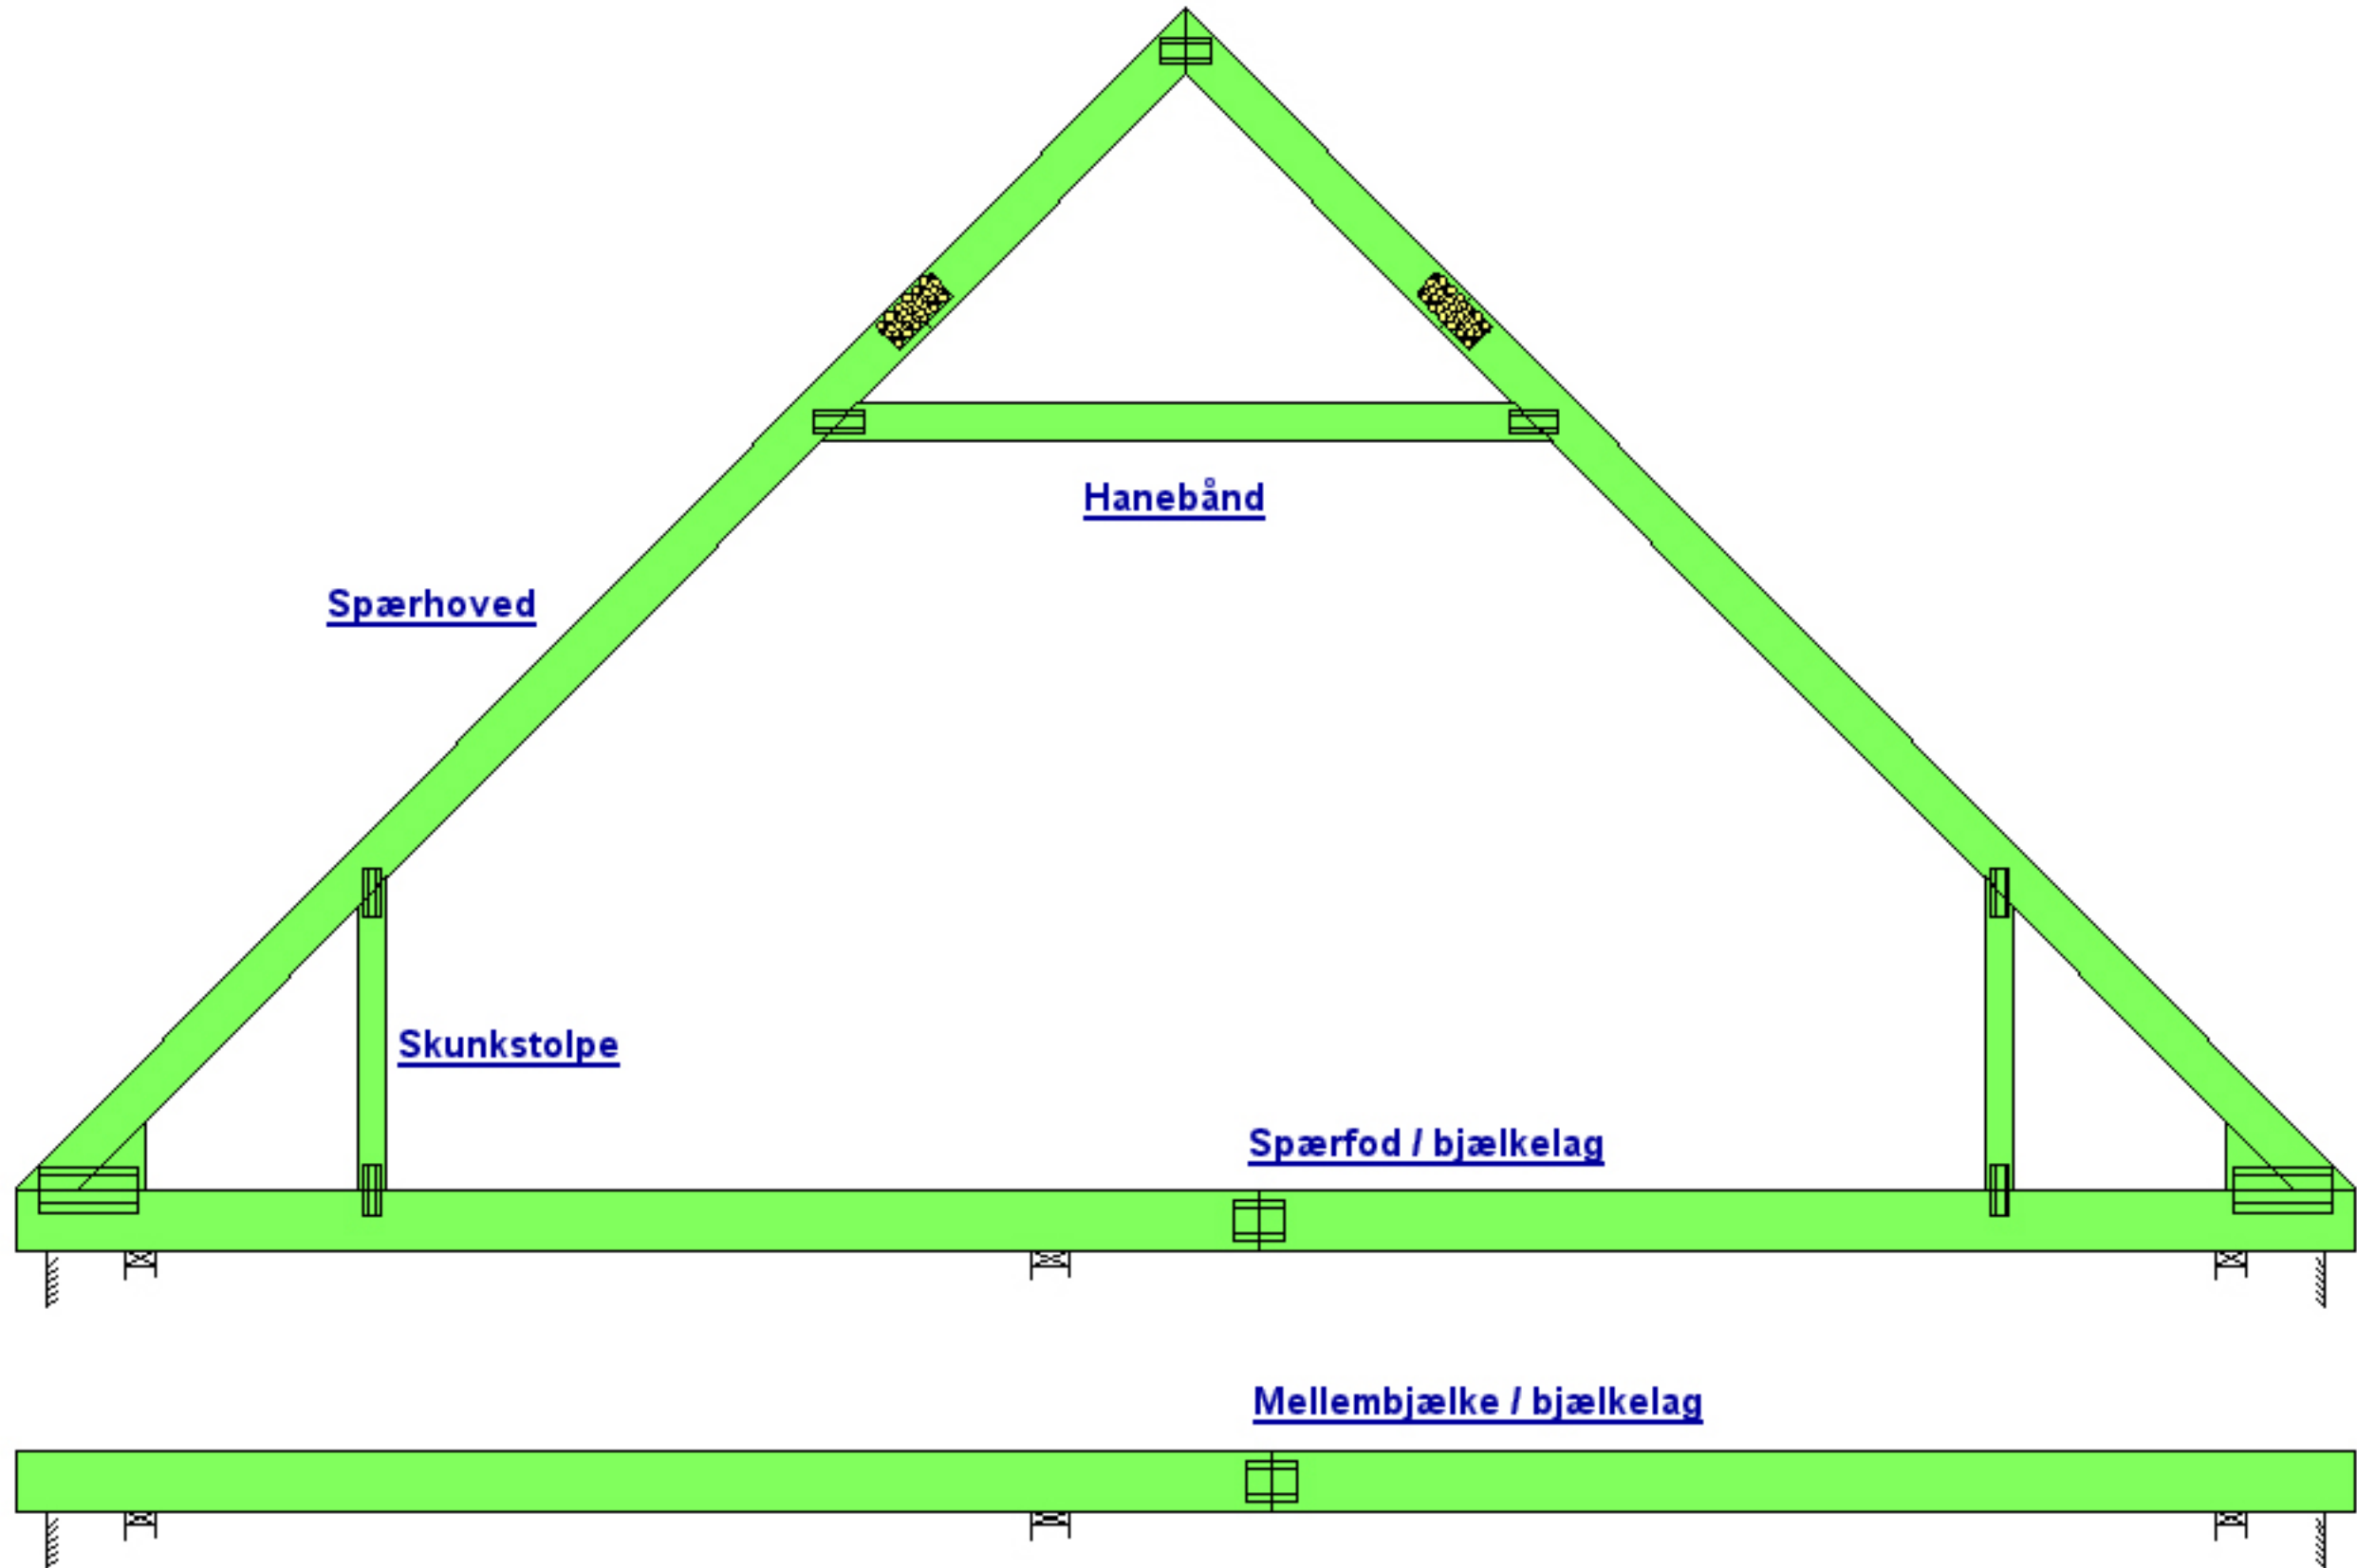 Hanebånd
Spærhoved
Skunkstolpe
Spærfod / bjælkelag
Mellembjælke / bjælkelag